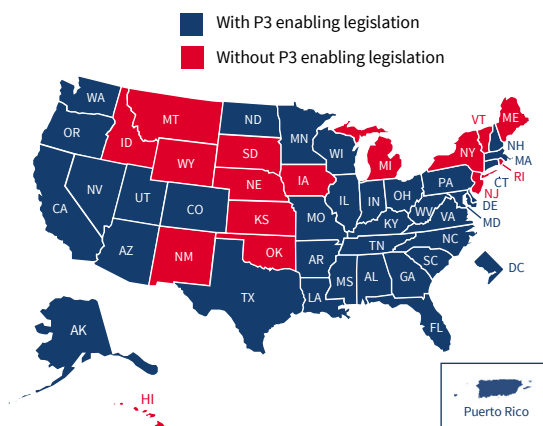 With P3 enabling legislation
Without P3 enabling legislation
WA
MT
ND
MN
VT
ME
OR
ID
SD
WI
NY
NH
MA
WY
MI
RI
NV
NE
IA
PA
CT
NJ
UT
IL
IN
OH
DE
CA
CO
KS
MO
WV
VA
MD
KY
NC
AZ
NM
OK
AR
TN
SC
DC
TX
LA
MS
AL
GA
AK
FL
HI
Puerto Rico